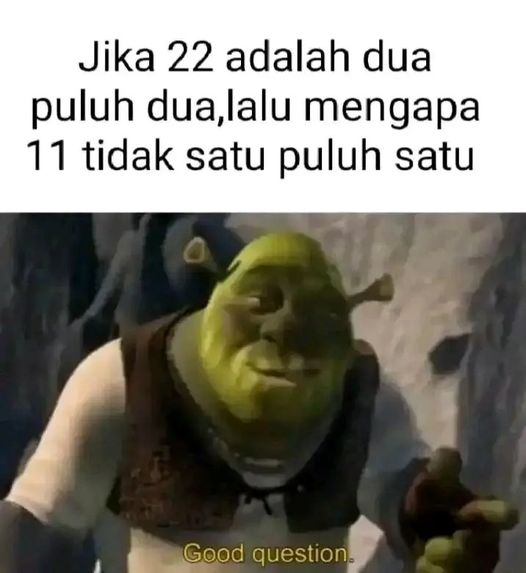 Jika 22 adalah dua
puluh dua,lalu mengapa
11 tidak satu puluh satu
Good question.